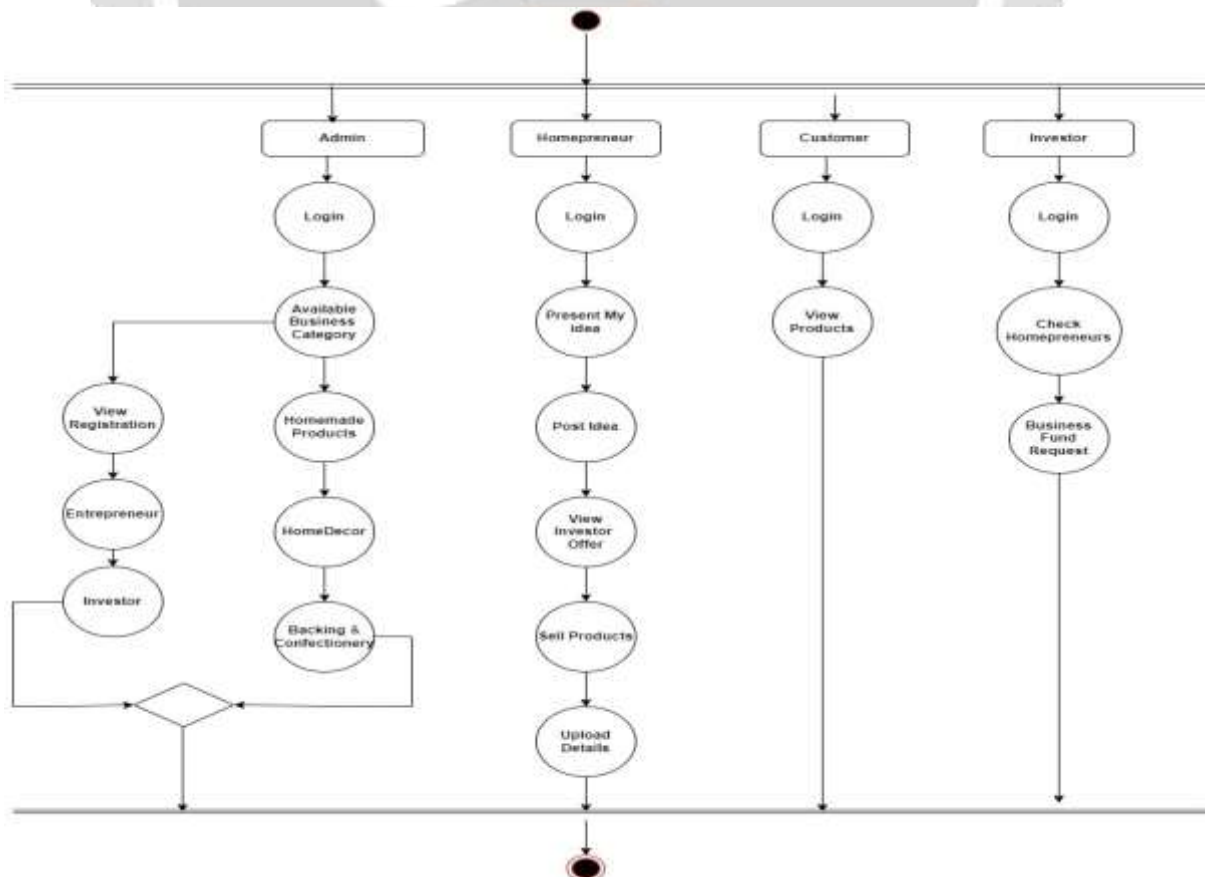 Admin
Homepreneur
Customer
Investor
Login
Login
Login
Login
Available
Business
Category
Present My
idea
View
Products
Check
Homepreneurs
View
Registration
Homemade
Products
Post Idea
Business
Fund
Request
Entrepreneur
HomeDecor
View
Investor
Offer
Investor
Backing &
Confectionery
Sell Products
Upload
Details